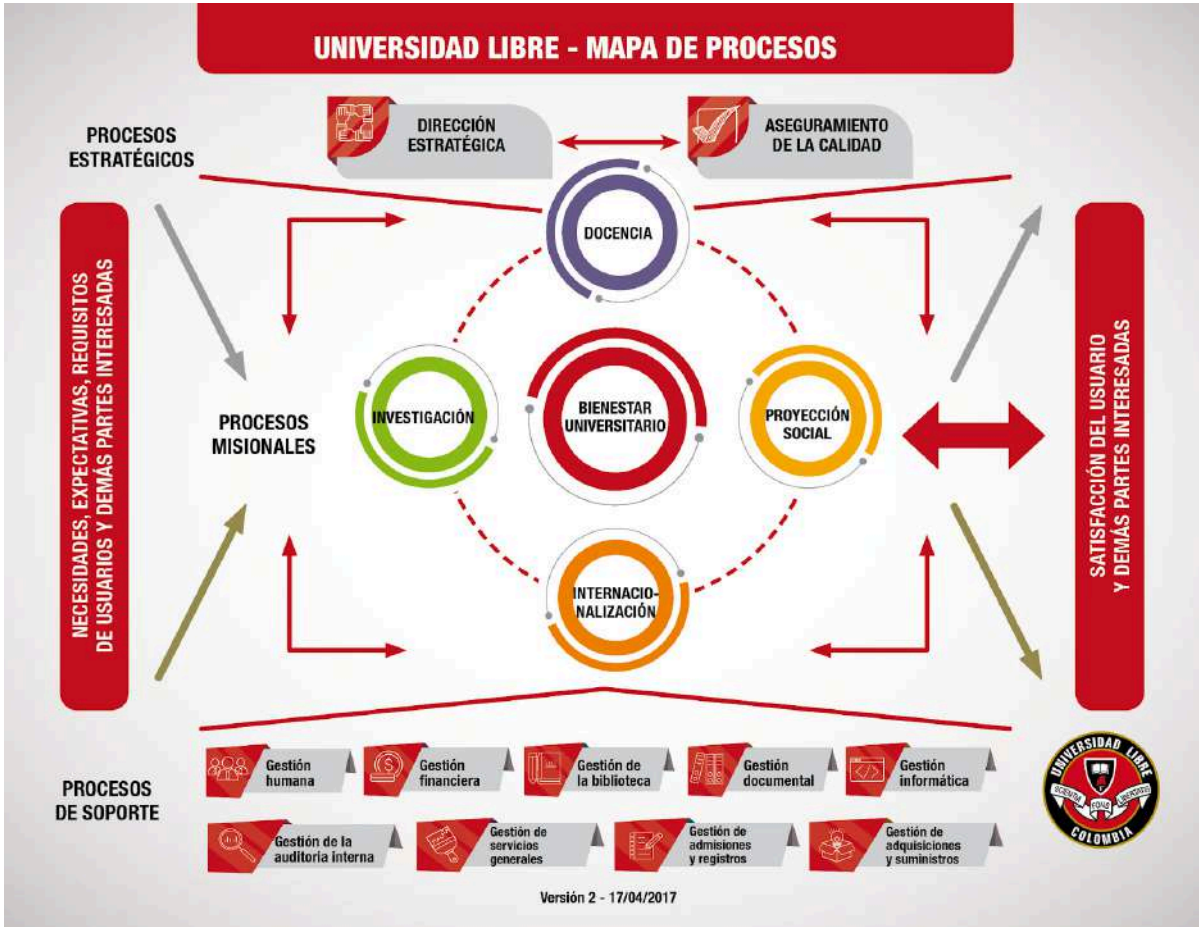 UNIVERSIDAD LIBRE - MAPA DE PROCESOS
PROCESOS
ESTRATÉGICOS
DIRECCIÓN
ESTRATÉGICA
ASEGURAMIENTO
DE LA CALIDAD
NECESIDADES, EXPECTATIVAS, REQUISITOS
DE USUARIOS Y DEMÁS PARTES INTERESADAS
DOCENCIA
PROCESOS
MISIONALES
INVESTIGACIÓN
BIENESTAR
UNIVERSITARIO
PROYECCIÓN
SOCIAL
INTERNACIO-
NALIZACIÓN
SATISFACCIÓN DEL USUARIO
Y DEMÁS PARTES INTERESADAS
PROCESOS
DE SOPORTE
Gestión
humana
Gestión
financiera
Gestión de
la biblioteca
Gestión
documental
Gestión
informática
Gestión de la
auditoria interna
Gestión de
servicios
generales
Gestión de
admisiones
y registros
Gestión de
adquisiciones
y suministros
UNIVERSIDAD LIBRE
COLOMBIA
Versión 2 - 17/04/2017